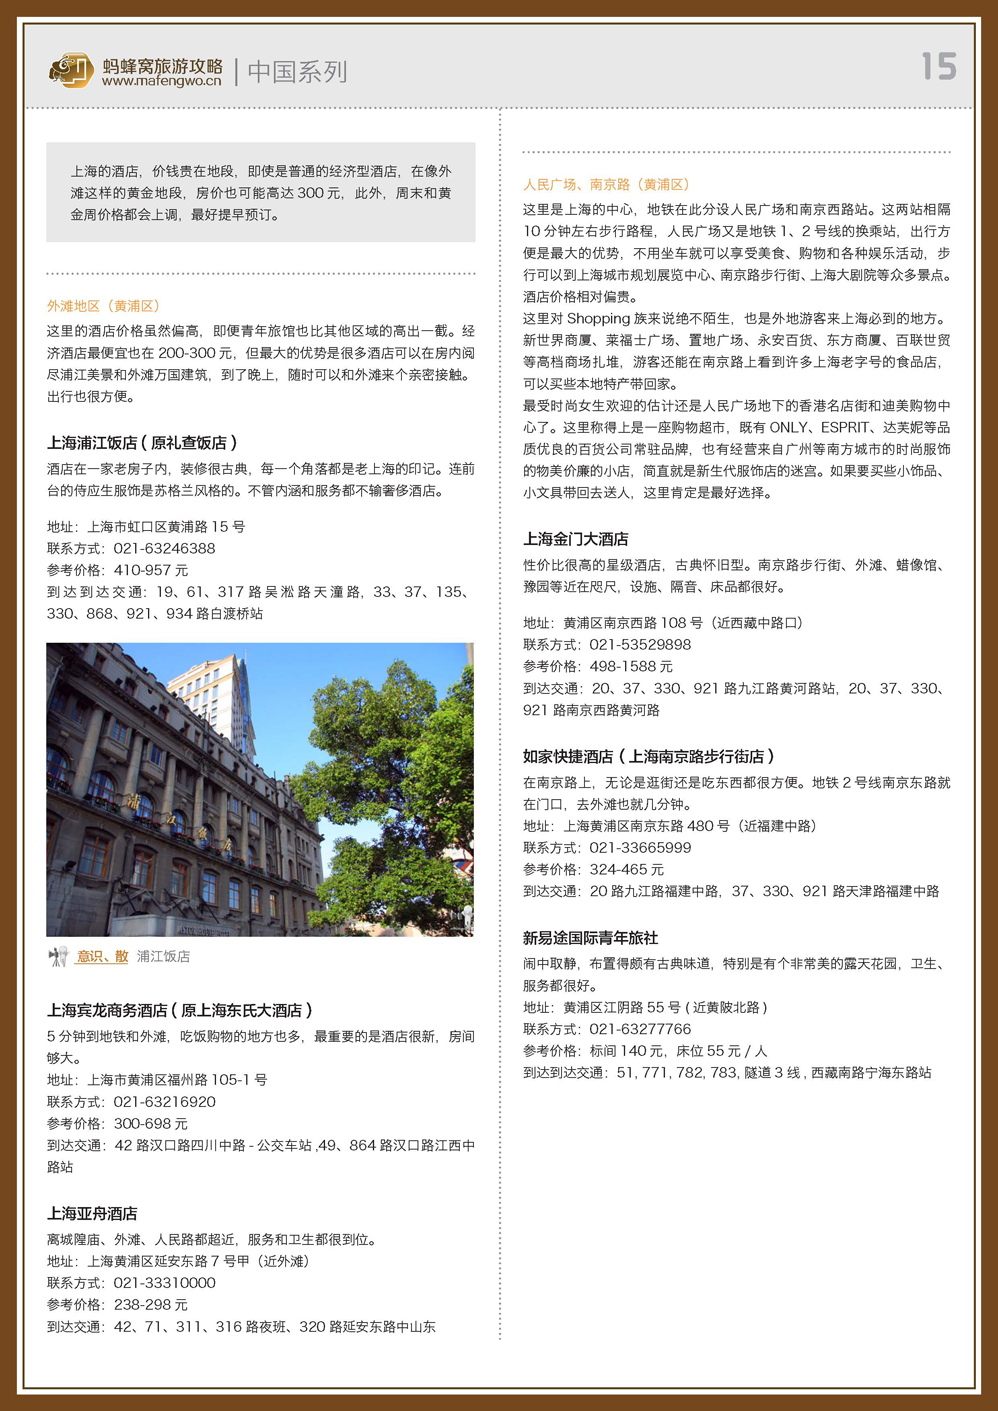 蚂蜂窝旅游攻略
www.mafengwo.cn
中国系列
15
上海的酒店，价钱贵在地段，即使是普通的经济型酒店，在像外
滩这样的黄金地段，房价也可能高达 300 元，此外，周末和黄
金周价格都会上调，最好提早预订。
外滩地区（黄浦区）
这里的酒店价格虽然偏高，即便青年旅馆也比其他区域的高出一截。经
济酒店最便宜也在 200-300 元，但最大的优势是很多酒店可以在房内阅
尽浦江美景和外滩万国建筑，到了晚上，随时可以和外滩来个亲密接触。
出行也很方便。
上海浦江饭店 ( 原礼查饭店 )
酒店在一家老房子内，装修很古典，每一个角落都是老上海的印记。连前
台的侍应生服饰是苏格兰风格的。不管内涵和服务都不输奢侈酒店。
地址：上海市虹口区黄浦路 15 号
联系方式：021-63246388
参考价格：410-957 元
到达到达交通：19、61、317 路吴淞路天潼路，33、37、135、
330、868、921、934 路白渡桥站
浦江饭店
意识、散 浦江饭店
上海宾龙商务酒店 ( 原上海东氏大酒店 )
5 分钟到地铁和外滩，吃饭购物的地方也多，最重要的是酒店很新，房间
够大。
地址：上海市黄浦区福州路 105-1 号
联系方式：021-63216920
参考价格：300-698 元
到达交通：42 路汉口路四川中路 - 公交车站 ,49、864 路汉口路江西中
路站
上海亚舟酒店
离城隍庙、外滩、人民路都超近，服务和卫生都很到位。
地址：上海黄浦区延安东路 7 号甲（近外滩）
联系方式：021-33310000
参考价格：238-298 元
到达交通：42、71、311、316 路夜班、320 路延安东路中山东
人民广场、南京路（黄浦区）
这里是上海的中心，地铁在此分设人民广场和南京西路站。这两站相隔
10 分钟左右步行路程，人民广场又是地铁 1、2 号线的换乘站，出行方
便是最大的优势，不用坐车就可以享受美食、购物和各种娱乐活动，步
行可以到上海城市规划展览中心、南京路步行街、上海大剧院等众多景点。
酒店价格相对偏贵。
这里对 Shopping 族来说绝不陌生，也是外地游客来上海必到的地方。
新世界商厦、莱福士广场、置地广场、永安百货、东方商厦、百联世贸
等高档商场扎堆，游客还能在南京路上看到许多上海老字号的食品店，
可以买些本地特产带回家。
最受时尚女生欢迎的估计还是人民广场地下的香港名店街和迪美购物中
心了。这里称得上是一座购物超市，既有 ONLY、ESPRIT、达芙妮等品
质优良的百货公司常驻品牌，也有经营来自广州等南方城市的时尚服饰
的物美价廉的小店，简直就是新生代服饰店的迷宫。如果要买些小饰品、
小文具带回去送人，这里肯定是最好选择。
上海金门大酒店
性价比很高的星级酒店，古典怀旧型。南京路步行街、外滩、蜡像馆、
豫园等近在咫尺，设施、隔音、床品都很好。
地址：黄浦区南京西路 108 号（近西藏中路口）
联系方式：021-53529898
参考价格：498-1588 元
到达交通：20、37、330、921 路九江路黄河路站，20、37、330、
921 路南京西路黄河路
如家快捷酒店 ( 上海南京路步行街店 )
在南京路上，无论是逛街还是吃东西都很方便。地铁 2 号线南京东路就
在门口，去外滩也就几分钟。
地址：上海黄浦区南京东路 480 号（近福建中路）
联系方式：021-33665999
参考价格：324-465 元
到达交通：20 路九江路福建中路，37、330、921 路天津路福建中路
新易途国际青年旅社
闹中取静，布置得颇有古典味道，特别是有个非常美的露天花园，卫生、
服务都很好。
地址：黄浦区江阴路 55 号 ( 近黄陂北路 )
联系方式：021-63277766
参考价格：标间 140 元，床位 55 元 / 人
到达到达交通：51, 771, 782, 783, 隧道 3 线 , 西藏南路宁海东路站